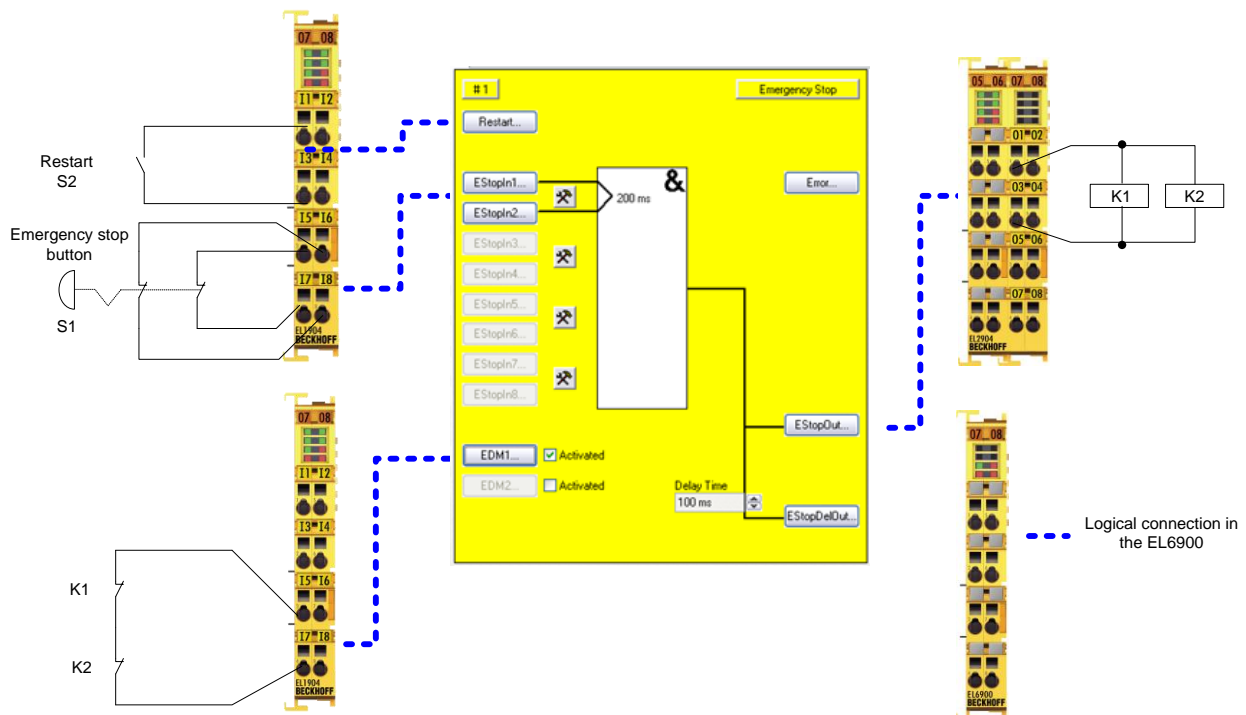 07 08
I1 I2
I3 I4
I5 I6
I7 I8
EL1904
BECKHOFF
Restart
S2
Emergency stop
button
S1
07 08
I1 I2
I3 I4
I5 I6
I7 I8
EL1904
BECKHOFF
K1
K2
# 1
Emergency Stop
Restart...
EStopIn1...
EStopIn2...
EStopIn3...
EStopIn4...
EStopIn5...
EStopIn6...
EStopIn7...
EStopIn8...
200 ms
&
Error...
EStopOut...
EDM1...
Activated
EDM2...
Activated
Delay Time
100 ms
EStopDelOut...
05 06 07 08
01 02
03 04
05 06
07 08
EL2904
BECKHOFF
K1
K2
07 08
EL6900
BECKHOFF
Logical connection in
the EL6900